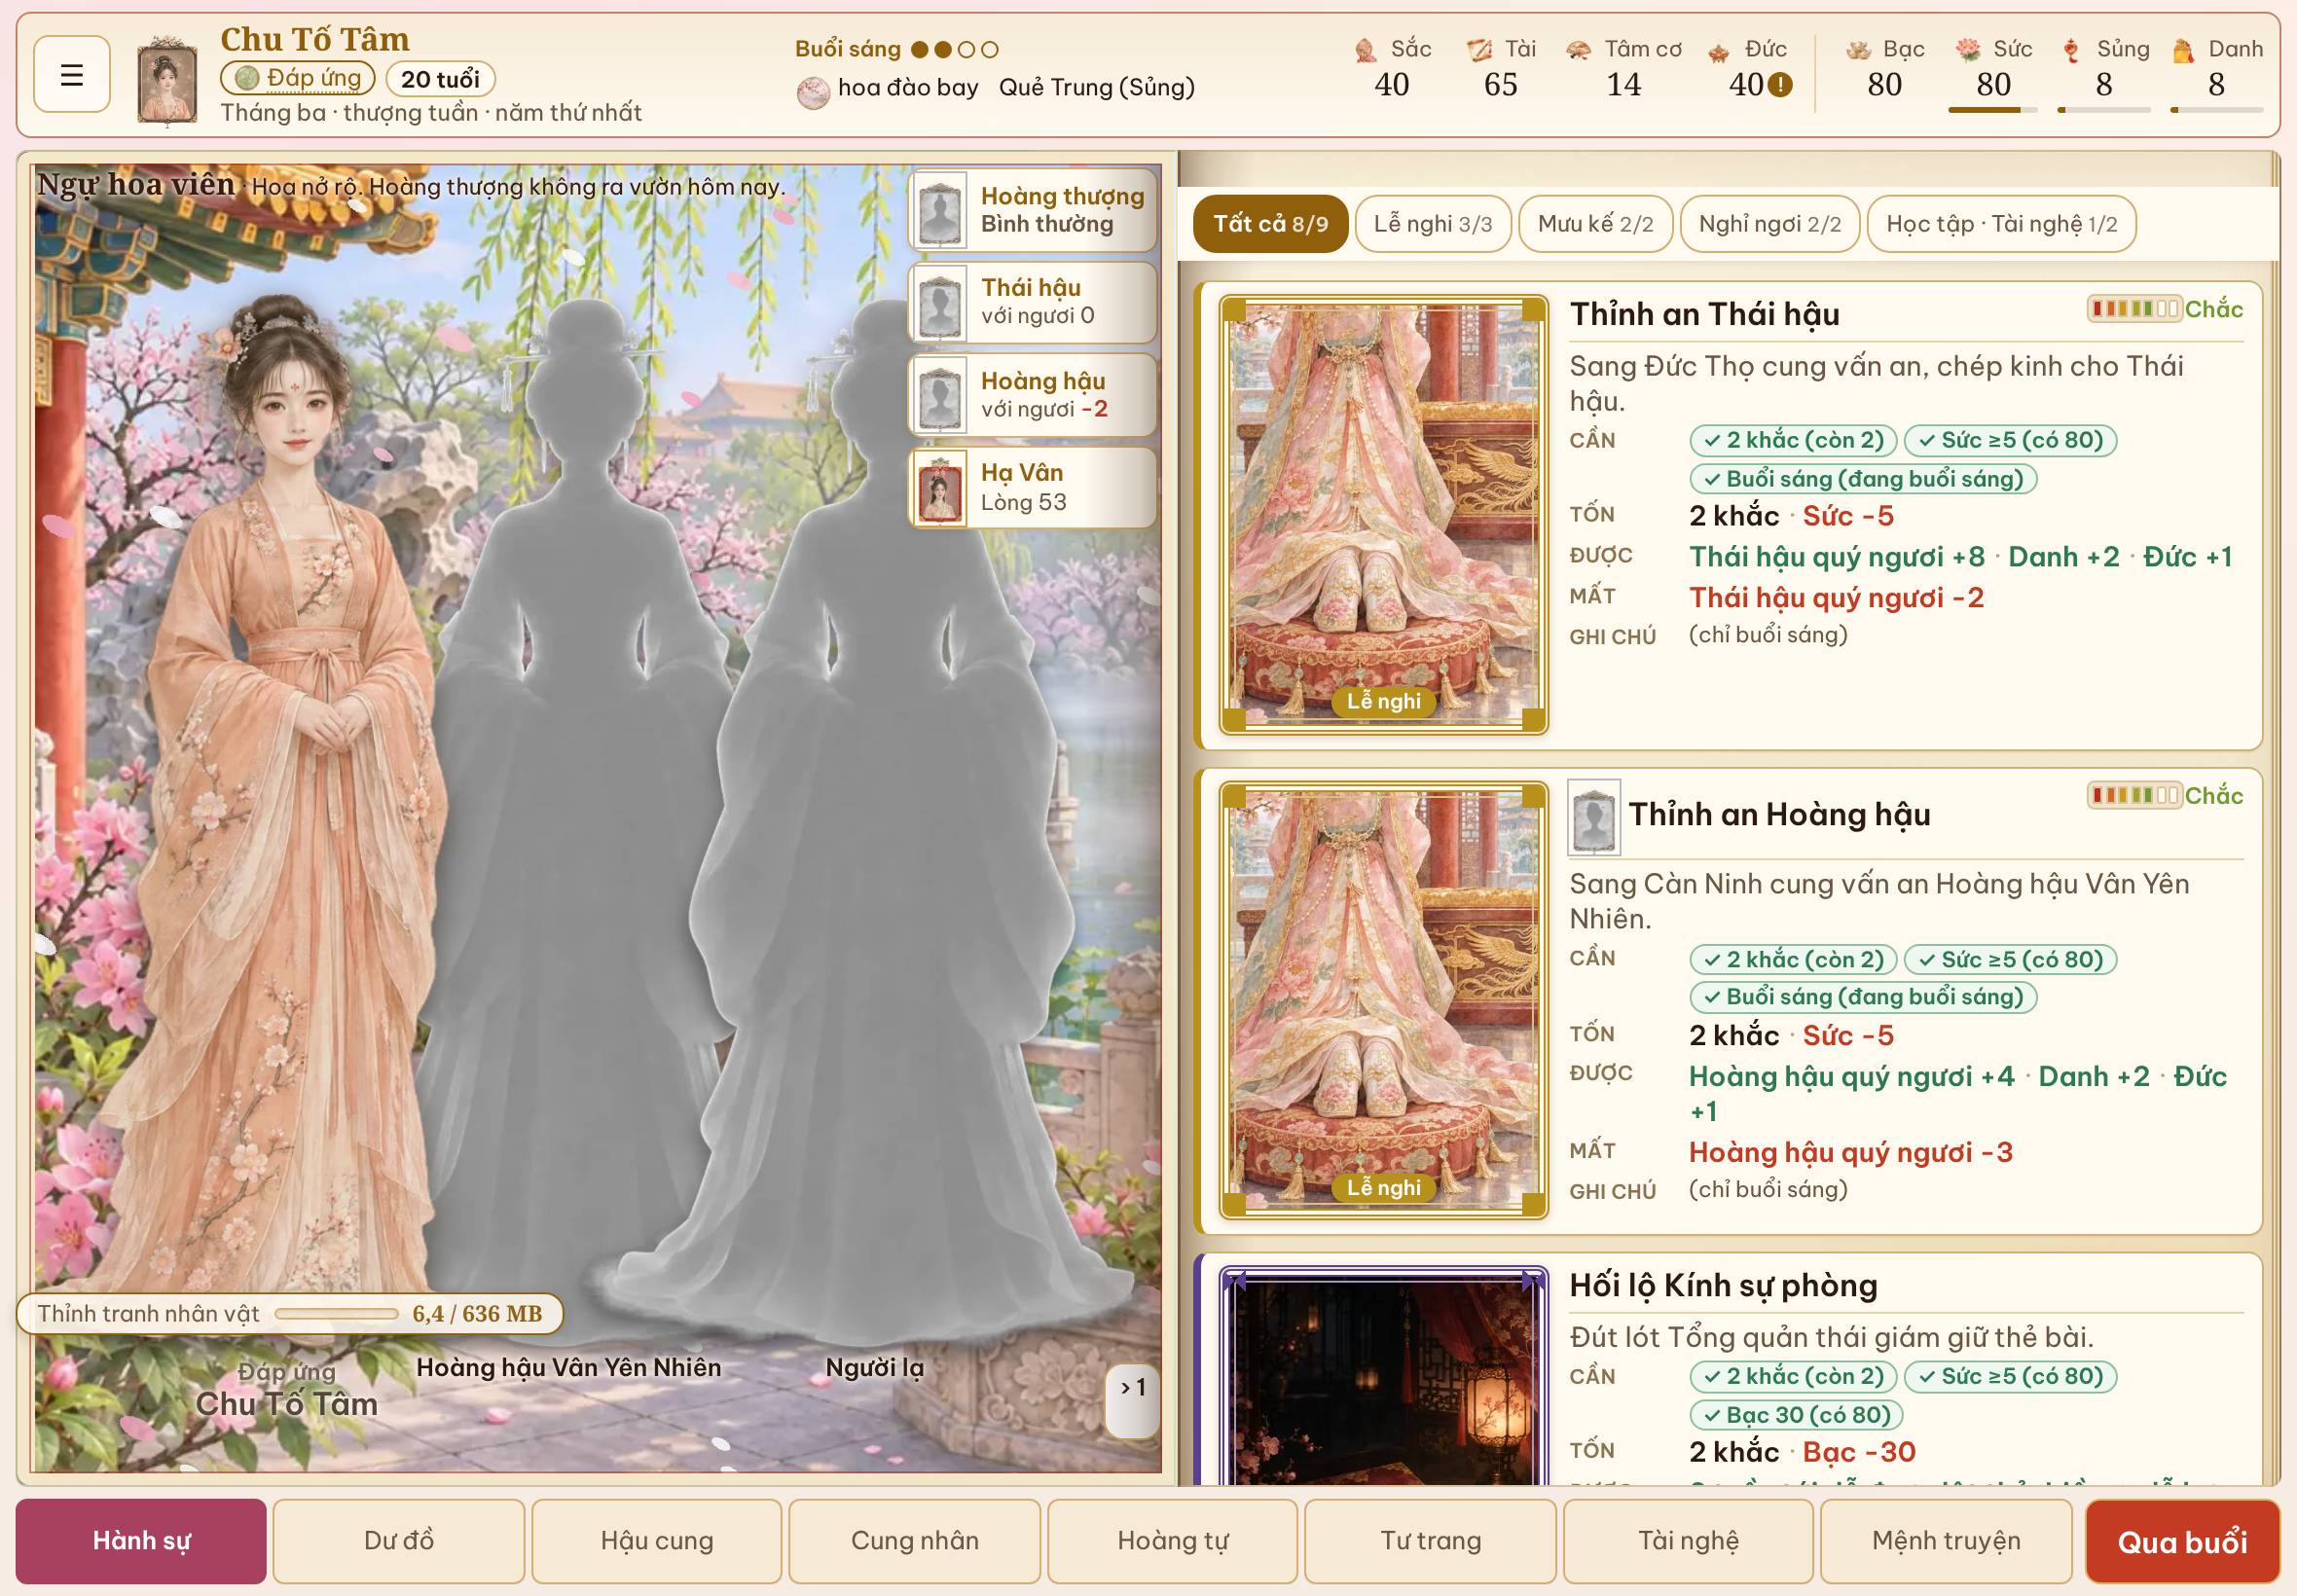 ☰
Chu Tố Tâm
Đáp ứng
20 tuổi
Tháng ba · thượng tuần · năm thứ nhất
Buổi sáng
hoa đào bay Quẻ Trung (Sủng)
Sắc
40
Tài
65
Tâm cơ
14
Đức
40 !
Bạc
80
Sức
80
Sủng
8
Danh
8
Ngự hoa viên · Hoa nở rộ. Hoàng thượng không ra vườn hôm nay.
Hoàng thượng
Bình thường
Thái hậu
với ngươi 0
Hoàng hậu
với ngươi -2
Hạ Vân
Lòng 53
Thỉnh tranh nhân vật 6,4 / 636 MB
Đáp ứng
Chu Tố Tâm
Hoàng hậu Vân Yên Nhiên
Người lạ
› 1
Tất cả 8/9
Lễ nghi 3/3
Mưu kế 2/2
Nghỉ ngơi 2/2
Học tập · Tài nghệ 1/2
Thỉnh an Thái hậu
Chắc
Sang Đức Thọ cung vấn an, chép kinh cho Thái
hậu.
CẦN ✓ 2 khắc (còn 2) ✓ Sức ≥5 (có 80)
✓ Buổi sáng (đang buổi sáng)
TỐN 2 khắc · Sức -5
ĐƯỢC Thái hậu quý ngươi +8 · Danh +2 · Đức +1
MẤT Thái hậu quý ngươi -2
GHI CHÚ (chỉ buổi sáng)
Lễ nghi
Thỉnh an Hoàng hậu
Chắc
Sang Càn Ninh cung vấn an Hoàng hậu Vân Yên
Nhiên.
CẦN ✓ 2 khắc (còn 2) ✓ Sức ≥5 (có 80)
✓ Buổi sáng (đang buổi sáng)
TỐN 2 khắc · Sức -5
ĐƯỢC Hoàng hậu quý ngươi +4 · Danh +2 · Đức
+1
MẤT Hoàng hậu quý ngươi -3
GHI CHÚ (chỉ buổi sáng)
Lễ nghi
Hối lộ Kính sự phòng
Đút lót Tổng quản thái giám giữ thẻ bài.
CẦN ✓ 2 khắc (còn 2) ✓ Sức ≥5 (có 80)
✓ Bạc 30 (có 80)
TỐN 2 khắc · Bạc -30
Hành sự
Dư đồ
Hậu cung
Cung nhân
Hoàng tự
Tư trang
Tài nghệ
Mệnh truyện
Qua buổi